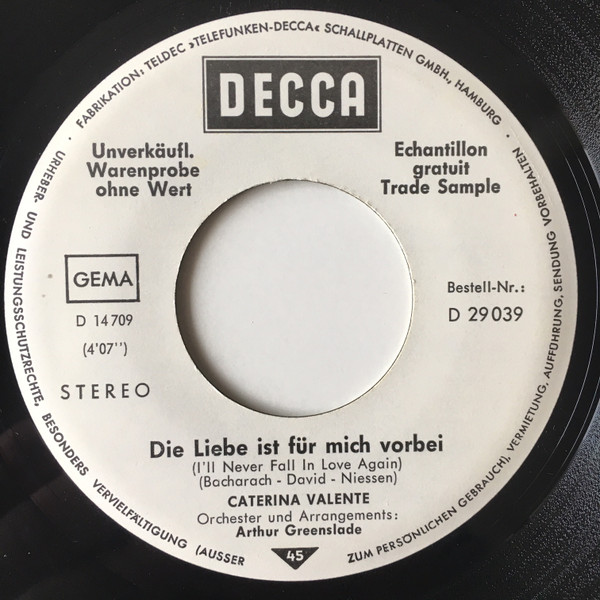 · FABRIKATION: TELDEC »TELEFUNKEN-DECCA« SCHALLPLATTEN GMBH., HAMBURG ·
DECCA
Unverkäufl.
Warenprobe
ohne Wert
Echantillon
gratuit
Trade Sample
GEMA
D 14709
(4'07")
STEREO
Bestell-Nr.:
D 29039
Die Liebe ist für mich vorbei
(I'll Never Fall In Love Again)
(Bacharach - David - Niessen)
CATERINA VALENTE
Orchester und Arrangements:
Arthur Greenslade
45
URHEBER- UND LEISTUNGSSCHUTZRECHTE, BESONDERS VERVIELFÄLTIGUNG (AUSSER ZUM PERSÖNLICHEN GEBRAUCH), VERMIETUNG, AUFFÜHRUNG, SENDUNG VORBEHALTEN